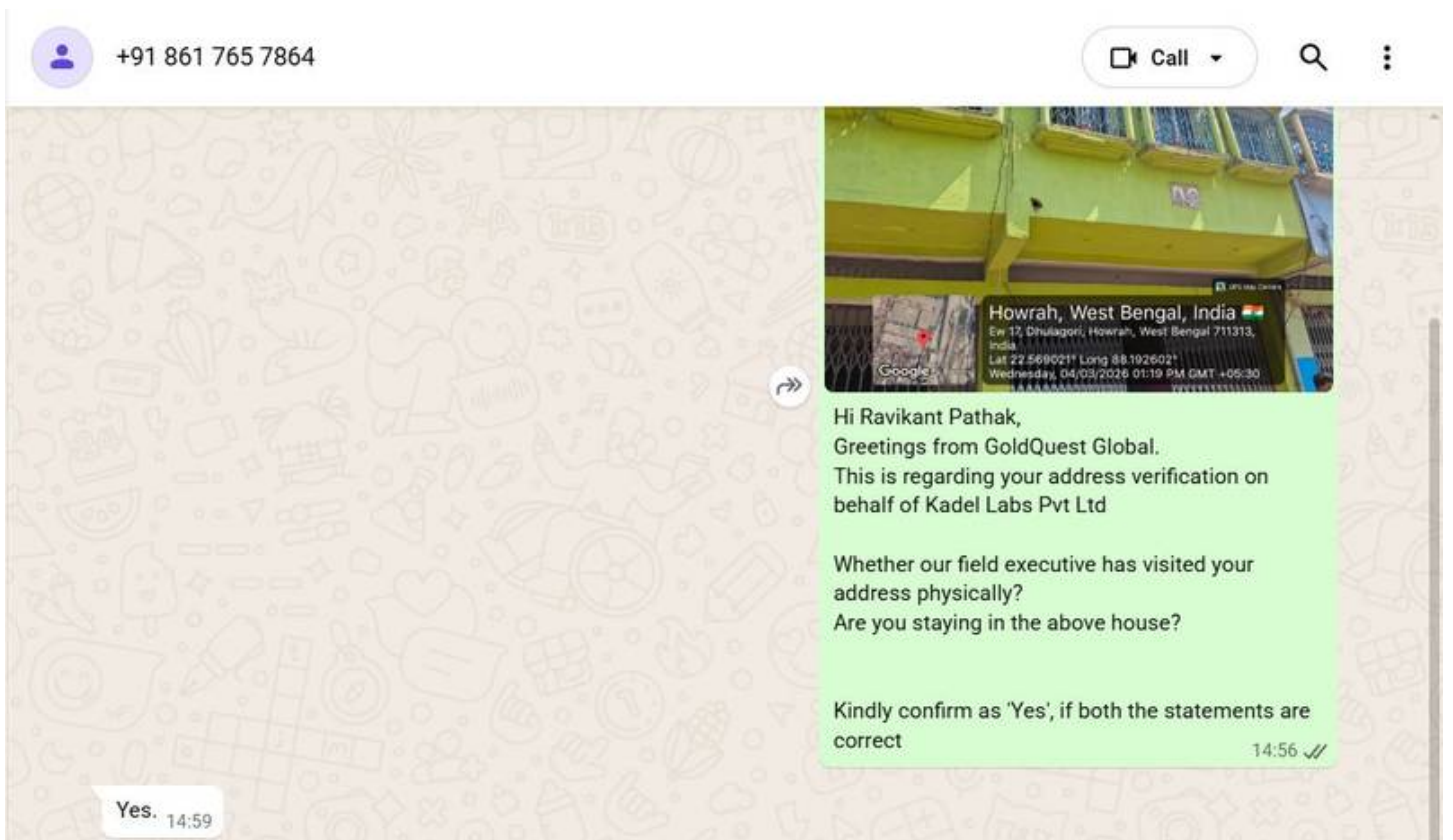 +91 861 765 7864
Call
Howrah, West Bengal, India
Ew 17, Dhulagori, Howrah, West Bengal 711313,
India
Lat 22.569021° Long 88.192602°
Wednesday, 04/03/2026 01:19 PM GMT +05:30
Google
Hi Ravikant Pathak,
Greetings from GoldQuest Global.
This is regarding your address verification on
behalf of Kadel Labs Pvt Ltd
Whether our field executive has visited your
address physically?
Are you staying in the above house?
Kindly confirm as 'Yes', if both the statements are
correct
14:56
Yes. 14:59